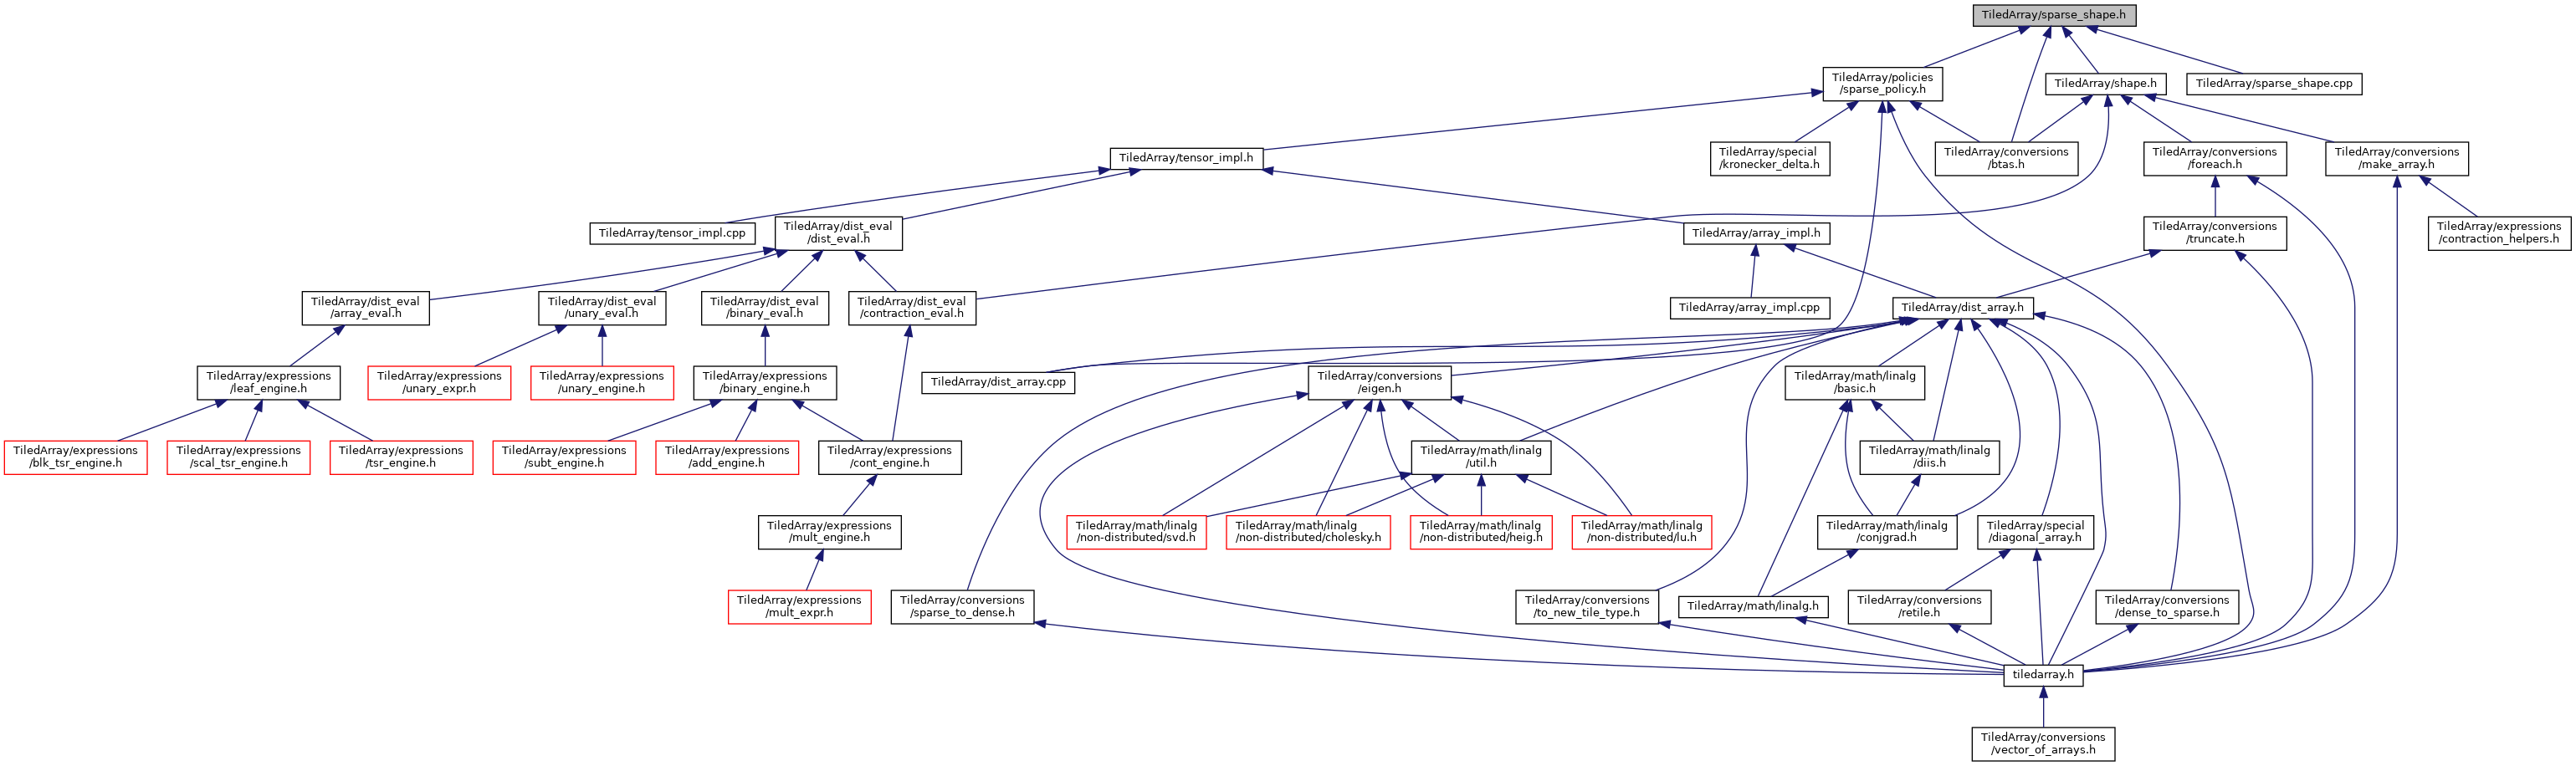 TiledArray/sparse_shape.h
TiledArray/policies
/sparse_policy.h
TiledArray/shape.h
TiledArray/sparse_shape.cpp
TiledArray/tensor_impl.h
TiledArray/special
/kronecker_delta.h
TiledArray/conversions
/btas.h
TiledArray/conversions
/foreach.h
TiledArray/conversions
/make_array.h
TiledArray/tensor_impl.cpp
TiledArray/dist_eval
/dist_eval.h
TiledArray/array_impl.h
TiledArray/conversions
/truncate.h
TiledArray/expressions
/contraction_helpers.h
TiledArray/dist_eval
/array_eval.h
TiledArray/dist_eval
/unary_eval.h
TiledArray/dist_eval
/binary_eval.h
TiledArray/dist_eval
/contraction_eval.h
TiledArray/array_impl.cpp
TiledArray/dist_array.h
TiledArray/expressions
/leaf_engine.h
TiledArray/expressions
/unary_expr.h
TiledArray/expressions
/unary_engine.h
TiledArray/expressions
/binary_engine.h
TiledArray/dist_array.cpp
TiledArray/conversions
/eigen.h
TiledArray/math/linalg
/basic.h
TiledArray/expressions
/blk_tsr_engine.h
TiledArray/expressions
/scal_tsr_engine.h
TiledArray/expressions
/tsr_engine.h
TiledArray/expressions
/subt_engine.h
TiledArray/expressions
/add_engine.h
TiledArray/expressions
/cont_engine.h
TiledArray/math/linalg
/util.h
TiledArray/math/linalg
/diis.h
TiledArray/expressions
/mult_engine.h
TiledArray/math/linalg
/non-distributed/svd.h
TiledArray/math/linalg
/non-distributed/cholesky.h
TiledArray/math/linalg
/non-distributed/heig.h
TiledArray/math/linalg
/non-distributed/lu.h
TiledArray/math/linalg
/conjgrad.h
TiledArray/special
/diagonal_array.h
TiledArray/expressions
/mult_expr.h
TiledArray/conversions
/sparse_to_dense.h
TiledArray/conversions
/to_new_tile_type.h
TiledArray/math/linalg.h
TiledArray/conversions
/retile.h
TiledArray/conversions
/dense_to_sparse.h
tiledarray.h
TiledArray/conversions
/vector_of_arrays.h